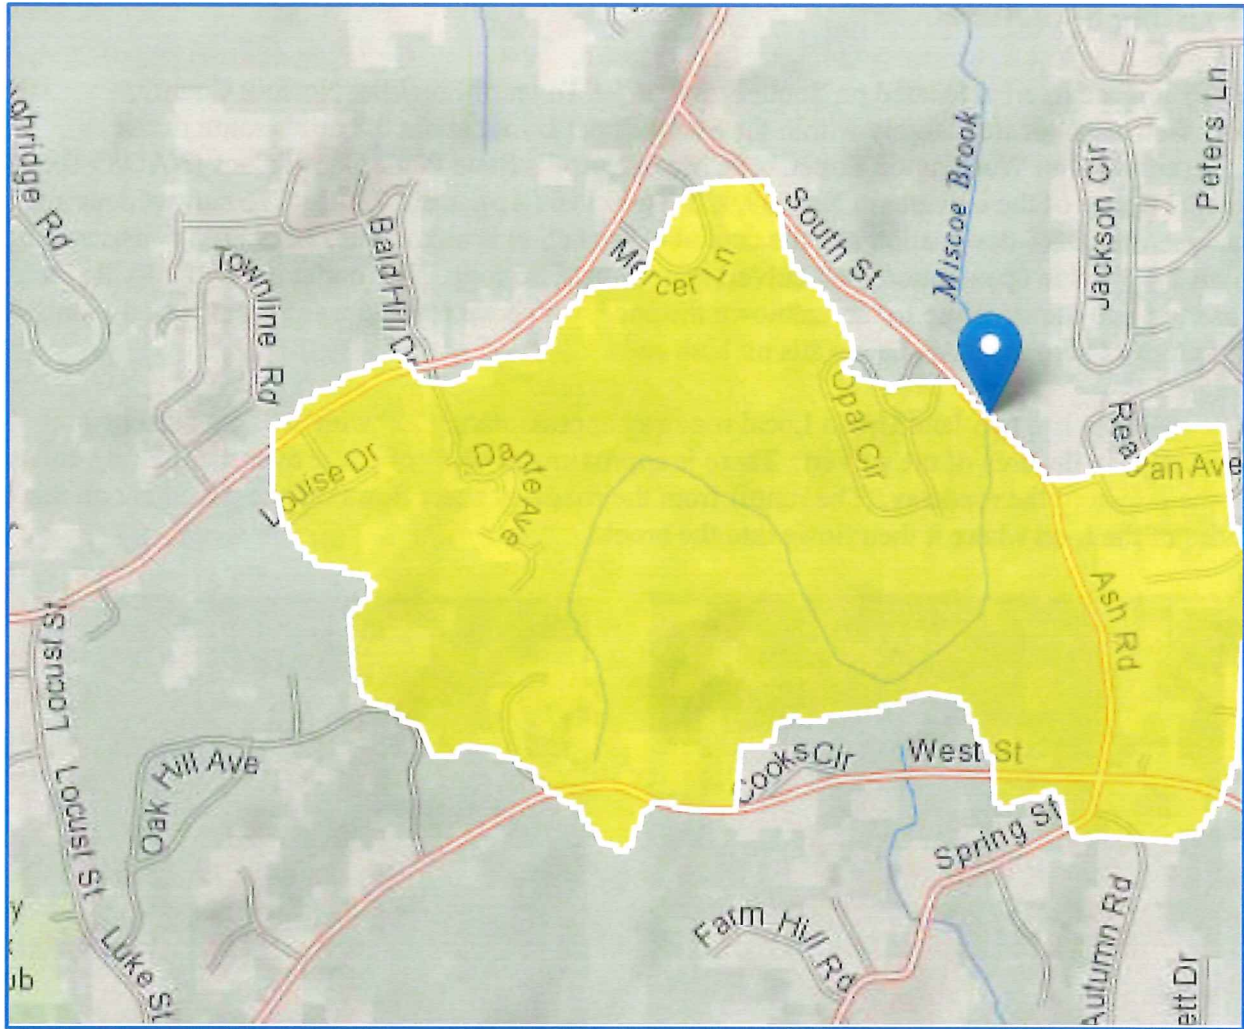 Peters Ln
Jackson Cir
Miscoe Brook
South St
Mercer Ln
Bald Hill Dr
Townline Rd
Opal Cir
Louise Dr
Dante Ave
Ash Rd
Locust St
West St
Cooks Cir
Oak Hill Ave
Locust St
Spring St
Farm Hill Rd
Autumn Rd
Luke St